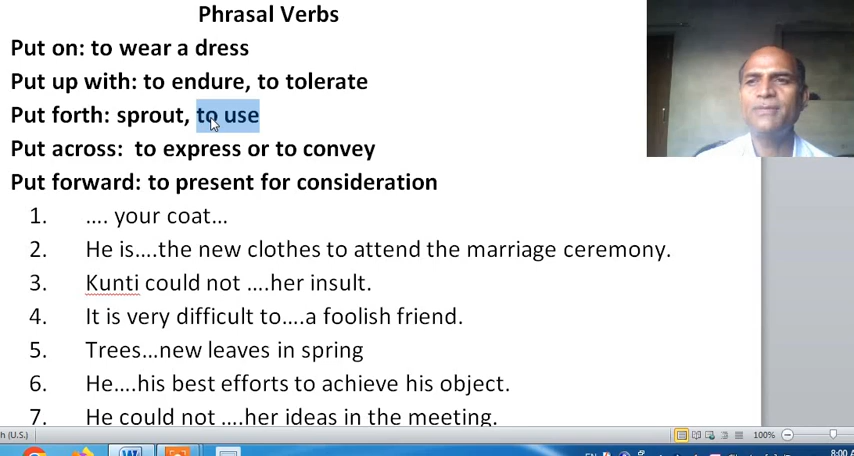 Phrasal Verbs
Put on: to wear a dress
Put up with: to endure, to tolerate
Put forth: sprout, to use
Put across:  to express or to convey
Put forward: to present for consideration
1. .... your coat...
2. He is....the new clothes to attend the marriage ceremony.
3. Kunti could not ....her insult.
4. It is very difficult to....a foolish friend.
5. Trees...new leaves in spring
6. He....his best efforts to achieve his object.
7. He could not ....her ideas in the meeting.
h (U.S.) 100%
EN 8:00